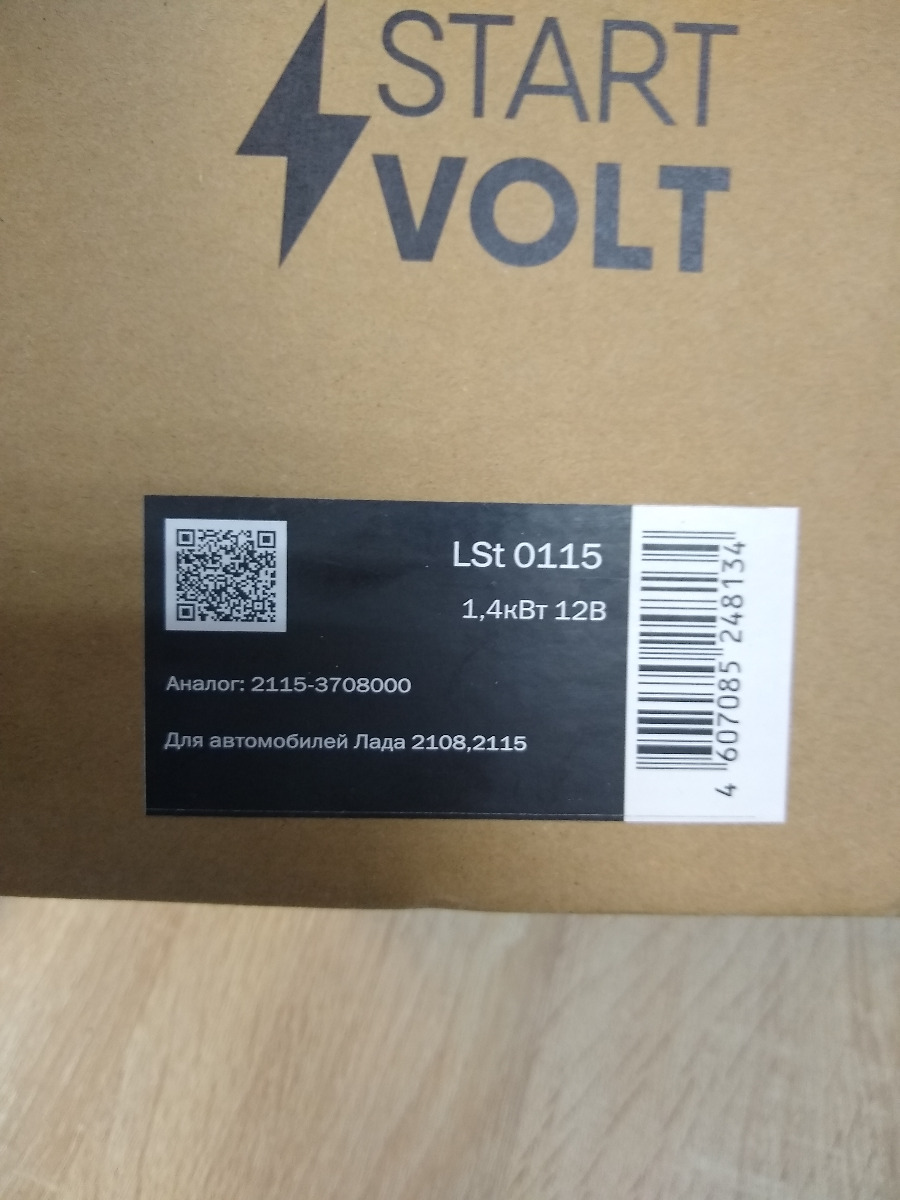 START
VOLT
LSt 0115
1,4кВт 12В
Аналог: 2115-3708000
Для автомобилей Лада 2108,2115
4 607085 248134